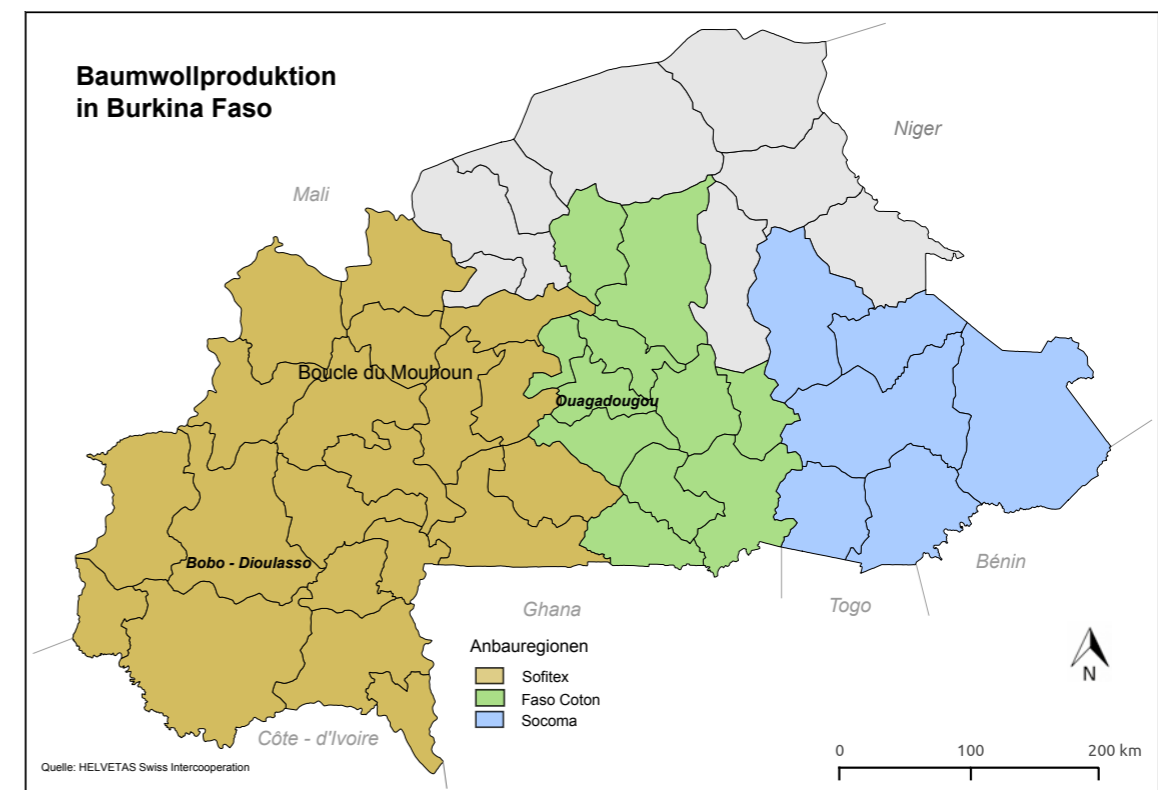 Baumwollproduktion
in Burkina Faso
Niger
Mali
Boucle du Mouhoun
Ouagadougou
Bobo - Dioulasso
Bénin
Ghana
Togo
Anbauregionen
Sofitex
Faso Coton
Socoma
N
Côte - d'Ivoire
0 100 200 km
Quelle: HELVETAS Swiss Intercooperation